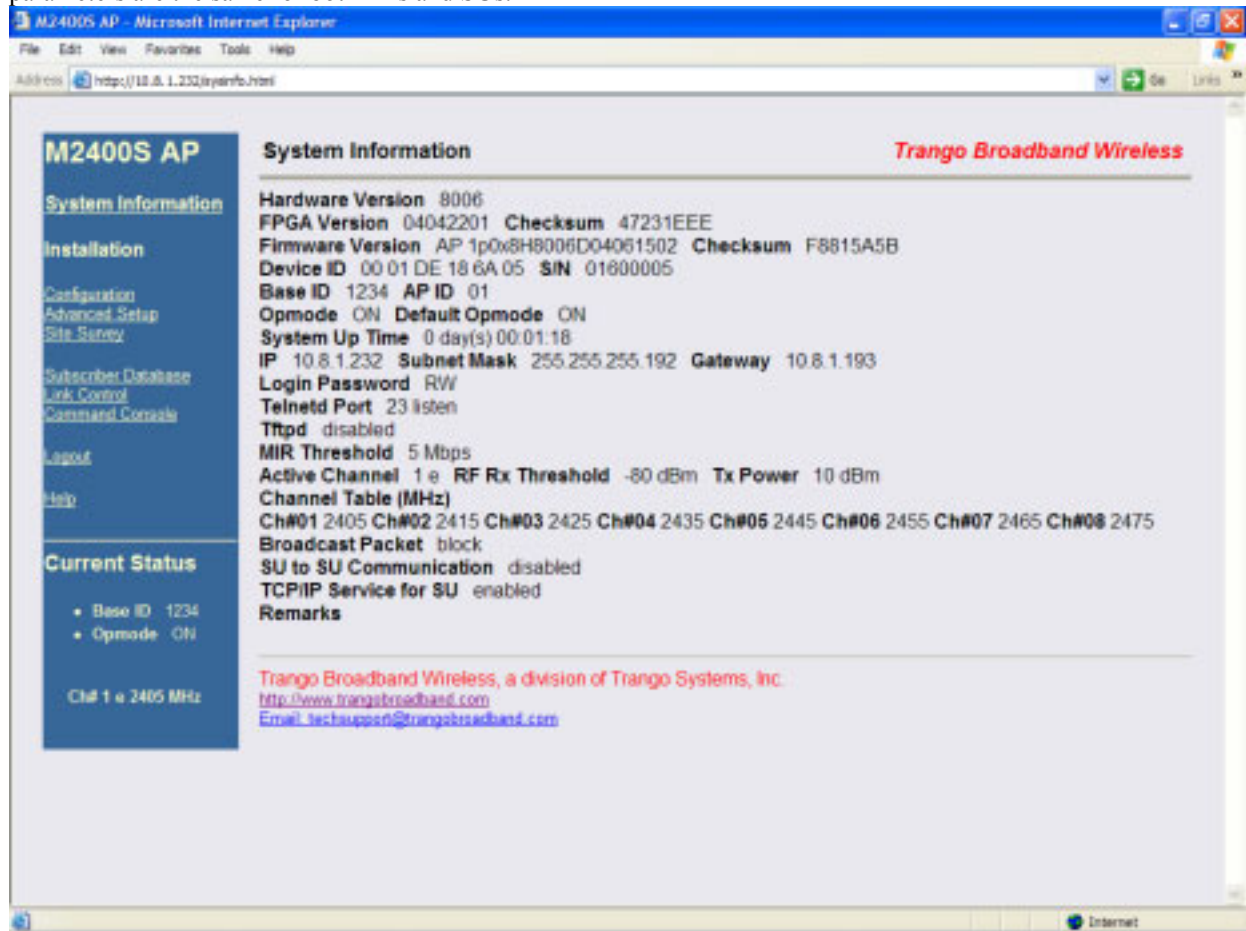 parameters are the same for both APs and SUs.
M2400S AP - Microsoft Internet Explorer
File Edit View Favorites Tools Help
Address http://10.8.1.232/sysinfo.html Go Links »
M2400S AP
System Information
Installation
Configuration
Advanced Setup
Site Survey
Subscriber Database
Link Control
Command Console
Logout
Help
Current Status
• Base ID 1234
• Opmode ON
Ch# 1 e 2405 MHz
System Information
Trango Broadband Wireless
Hardware Version 8006
FPGA Version 04042201 Checksum 47231EEE
Firmware Version AP 1p0x8H8006D04061502 Checksum F8815A5B
Device ID 00 01 DE 18 6A 05 S/N 01600005
Base ID 1234 AP ID 01
Opmode ON Default Opmode ON
System Up Time 0 day(s) 00:01:18
IP 10.8.1.232 Subnet Mask 255.255.255.192 Gateway 10.8.1.193
Login Password RW
Telnetd Port 23 listen
Tftpd disabled
MIR Threshold 5 Mbps
Active Channel 1 e RF Rx Threshold -80 dBm Tx Power 10 dBm
Channel Table (MHz)
Ch#01 2405 Ch#02 2415 Ch#03 2425 Ch#04 2435 Ch#05 2445 Ch#06 2455 Ch#07 2465 Ch#08 2475
Broadcast Packet block
SU to SU Communication disabled
TCP/IP Service for SU enabled
Remarks
Trango Broadband Wireless, a division of Trango Systems, Inc.
http://www.trangobroadband.com
Email: techsupport@trangobroadband.com
Internet